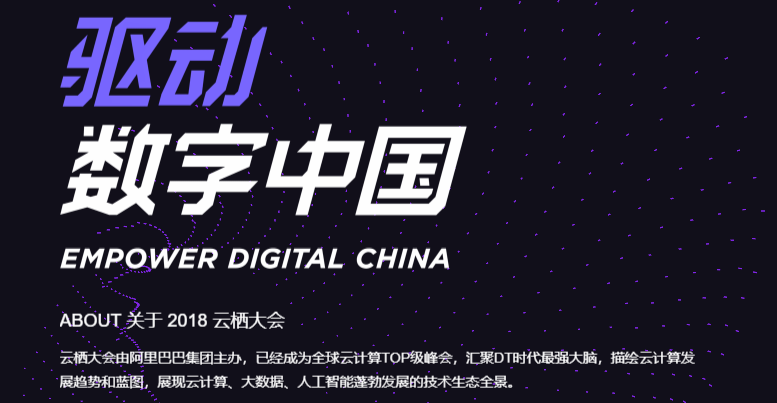 驱动
数字中国
EMPOWER DIGITAL CHINA
ABOUT 关于 2018 云栖大会
云栖大会由阿里巴巴集团主办，已经成为全球云计算TOP级峰会，汇聚DT时代最强大脑，描绘云计算发
展趋势和蓝图，展现云计算、大数据、人工智能蓬勃发展的技术生态全景。